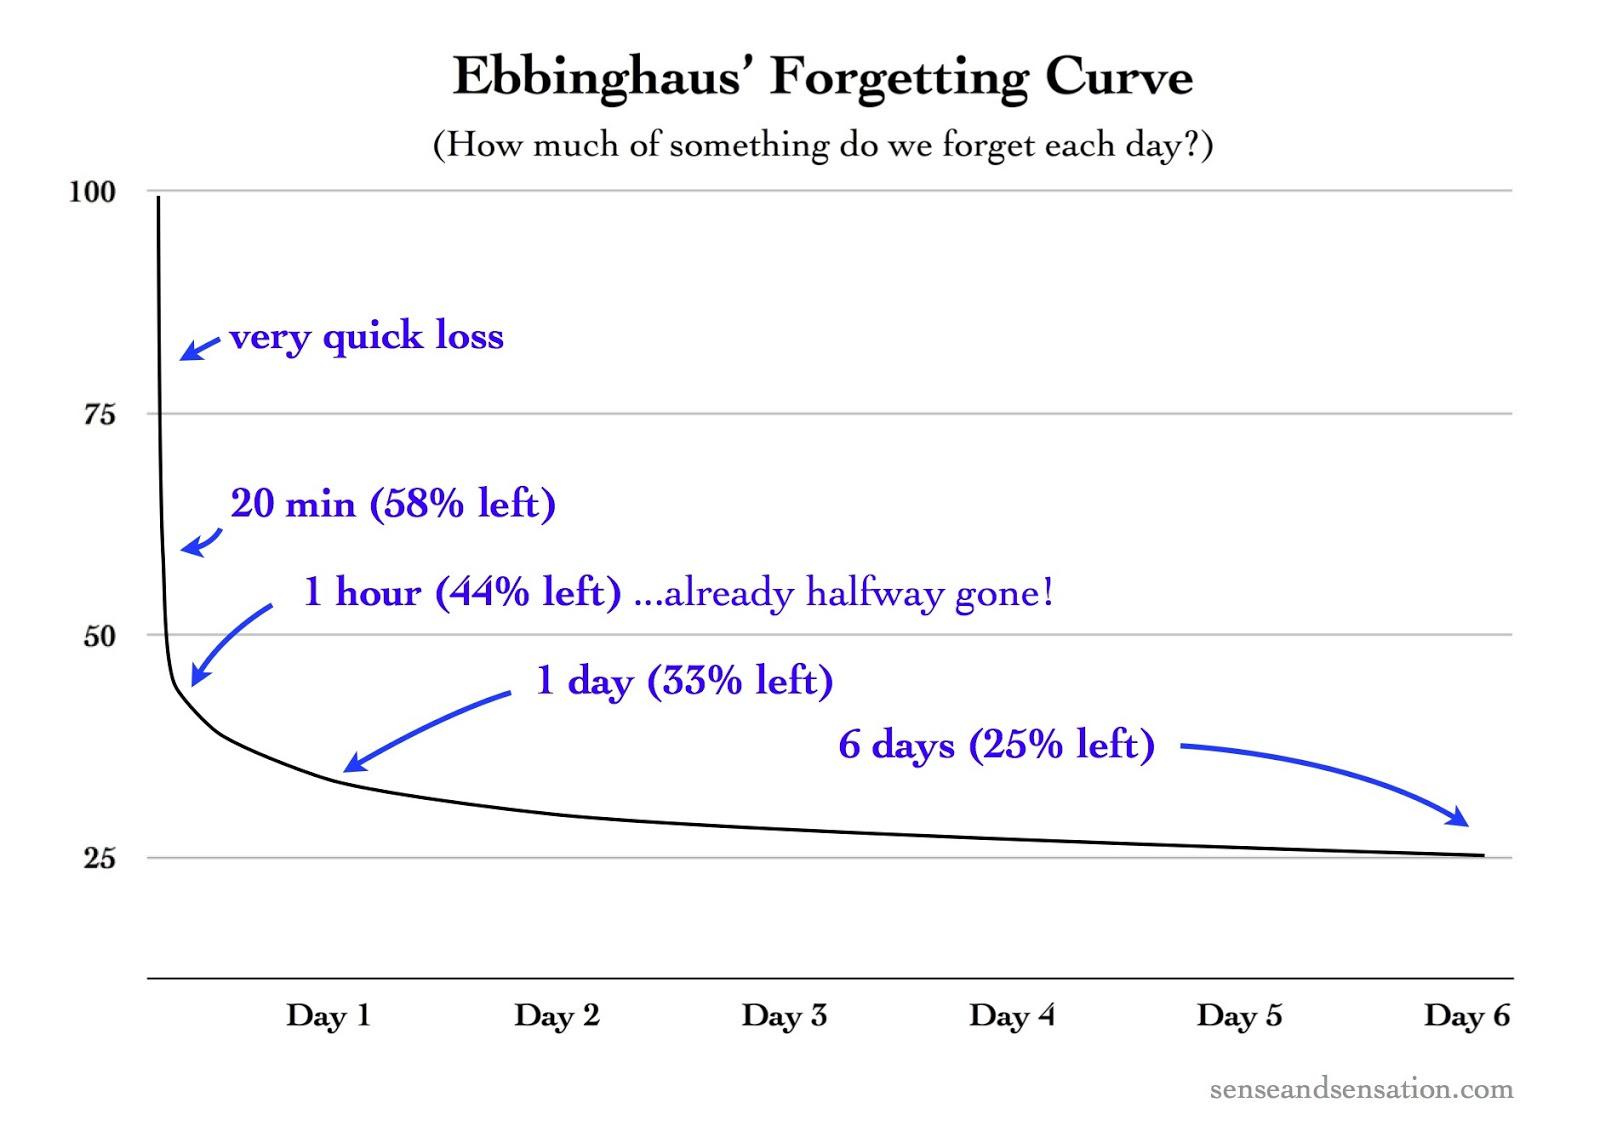 Ebbinghaus’ Forgetting Curve
(How much of something do we forget each day?)
100
very quick loss
75
20 min (58% left)
1 hour (44% left) ...already halfway gone!
50
1 day (33% left)
6 days (25% left)
25
Day 1 Day 2 Day 3 Day 4 Day 5 Day 6
senseandsensation.com